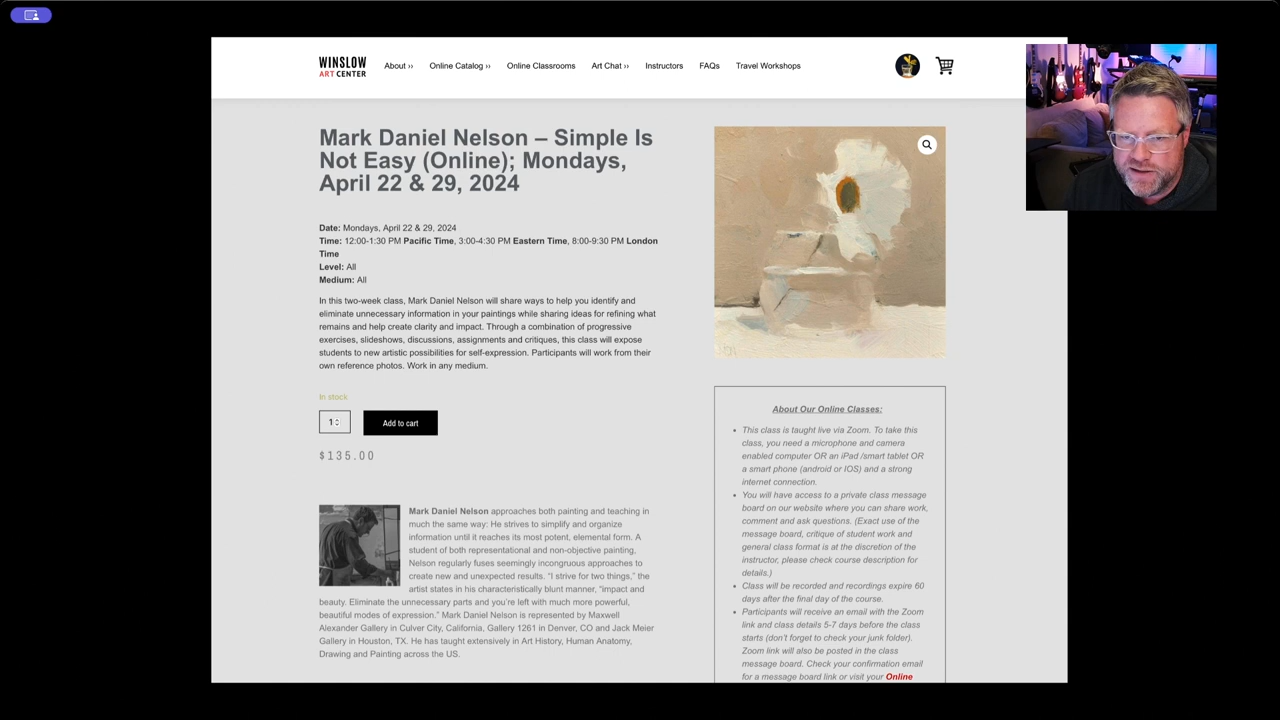 WINSLOW
ART CENTER
About ›› Online Catalog ›› Online Classrooms Art Chat ›› Instructors FAQs Travel Workshops
Mark Daniel Nelson – Simple Is
Not Easy (Online); Mondays,
April 22 & 29, 2024
Date: Mondays, April 22 & 29, 2024
Time: 12:00-1:30 PM Pacific Time, 3:00-4:30 PM Eastern Time, 8:00-9:30 PM London
Time
Level: All
Medium: All
In this two-week class, Mark Daniel Nelson will share ways to help you identify and
eliminate unnecessary information in your paintings while sharing ideas for refining what
remains and help create clarity and impact. Through a combination of progressive
exercises, slideshows, discussions, assignments and critiques, this class will expose
students to new artistic possibilities for self-expression. Participants will work from their
own reference photos. Work in any medium.
In stock
1
Add to cart
$135.00
Mark Daniel Nelson approaches both painting and teaching in
much the same way: He strives to simplify and organize
information until it reaches its most potent, elemental form. A
student of both representational and non-objective painting,
Nelson regularly fuses seemingly incongruous approaches to
create new and unexpected results. "I strive for two things," the
artist states in his characteristically blunt manner, "impact and
beauty. Eliminate the unnecessary parts and you're left with much more powerful,
beautiful modes of expression." Mark Daniel Nelson is represented by Maxwell
Alexander Gallery in Culver City, California, Gallery 1261 in Denver, CO and Jack Meier
Gallery in Houston, TX. He has taught extensively in Art History, Human Anatomy,
Drawing and Painting across the US.
About Our Online Classes:
• This class is taught live via Zoom. To take this
class, you need a microphone and camera
enabled computer OR an iPad /smart tablet OR
a smart phone (android or IOS) and a strong
internet connection.
• You will have access to a private class message
board on our website where you can share work,
comment and ask questions. (Exact use of the
message board, critique of student work and
general class format is at the discretion of the
instructor, please check course description for
details.)
• Class will be recorded and recordings expire 60
days after the final day of the course.
• Participants will receive an email with the Zoom
link and class details 5-7 days before the class
starts (don't forget to check your junk folder).
Zoom link will also be posted in the class
message board. Check your confirmation email
for a message board link or visit your Online